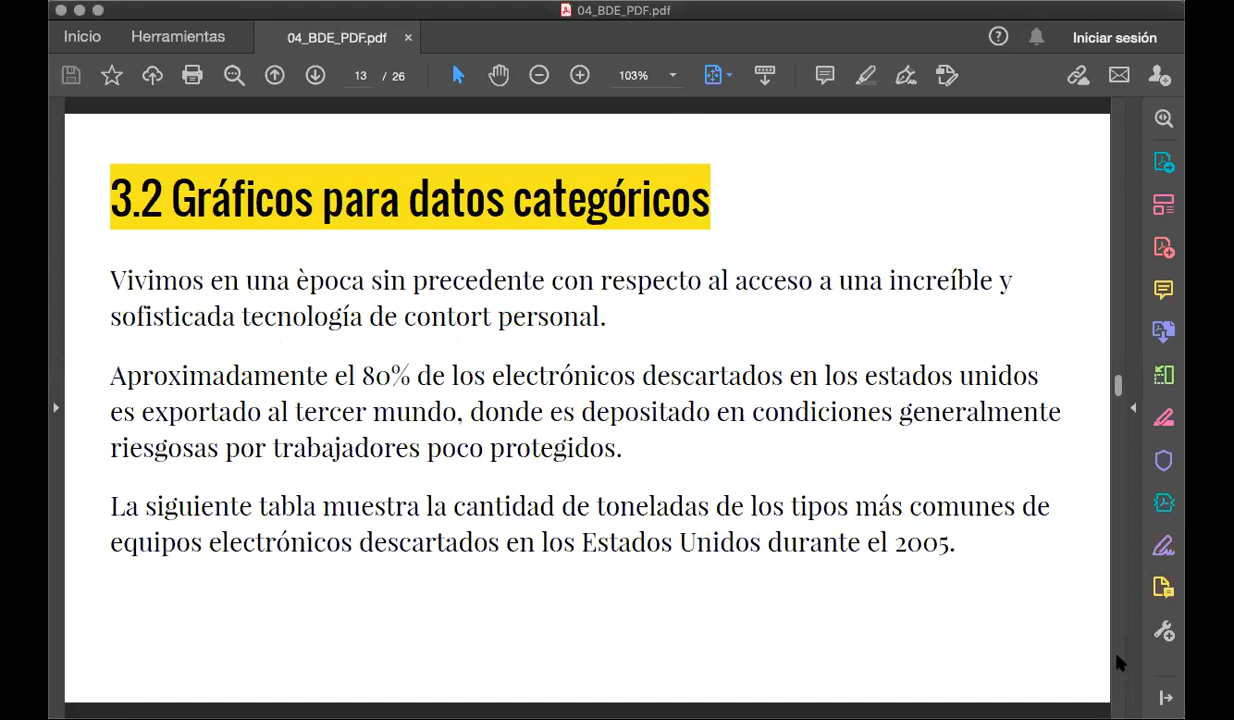 04_BDE_PDF.pdf
Inicio
Herramientas
04_BDE_PDF.pdf
Iniciar sesión
13 / 26
103%
3.2 Gráficos para datos categóricos
Vivimos en una època sin precedente con respecto al acceso a una increíble y
sofisticada tecnología de contort personal.
Aproximadamente el 80% de los electrónicos descartados en los estados unidos
es exportado al tercer mundo, donde es depositado en condiciones generalmente
riesgosas por trabajadores poco protegidos.
La siguiente tabla muestra la cantidad de toneladas de los tipos más comunes de
equipos electrónicos descartados en los Estados Unidos durante el 2005.